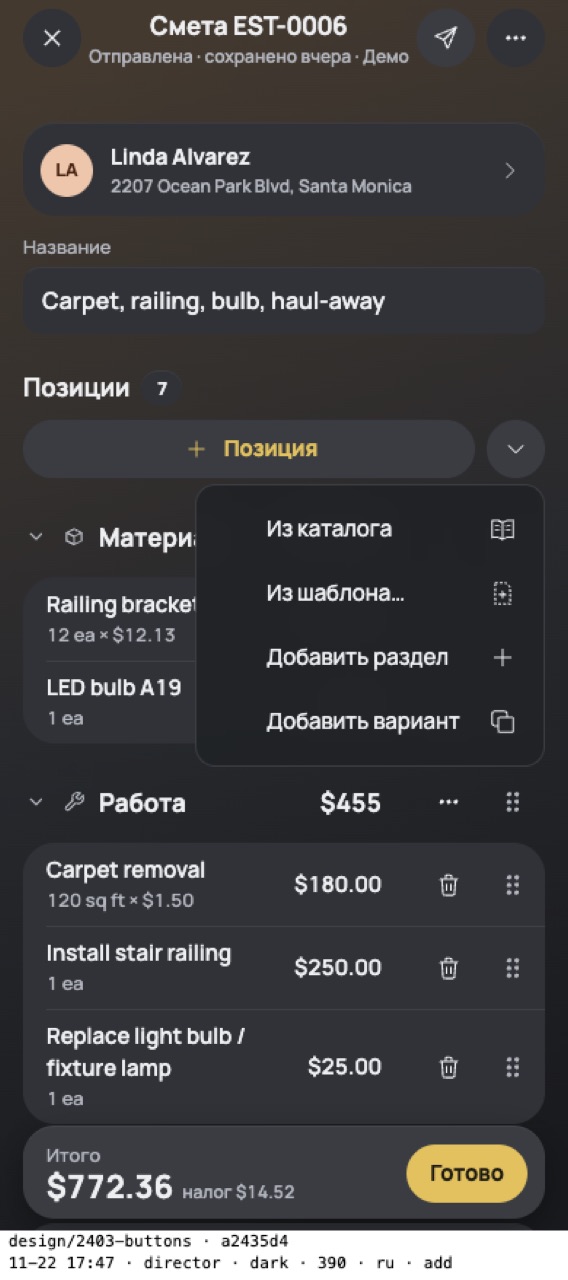 Смета EST-0006
Отправлена · сохранено вчера · Демо
LA
Linda Alvarez
2207 Ocean Park Blvd, Santa Monica
Название
Carpet, railing, bulb, haul-away
Позиции 7
+ Позиция
Из каталога
Из шаблона...
Добавить раздел
Добавить вариант
Railing bracket
12 ea × $12.13
LED bulb A19
1 ea
Работа $455
Carpet removal $180.00
120 sq ft × $1.50
Install stair railing $250.00
1 ea
Replace light bulb /
fixture lamp $25.00
1 ea
Итого
$772.36 налог $14.52
Готово
design/2403-buttons · a2435d4
11-22 17:47 · director · dark · 390 · ru · add